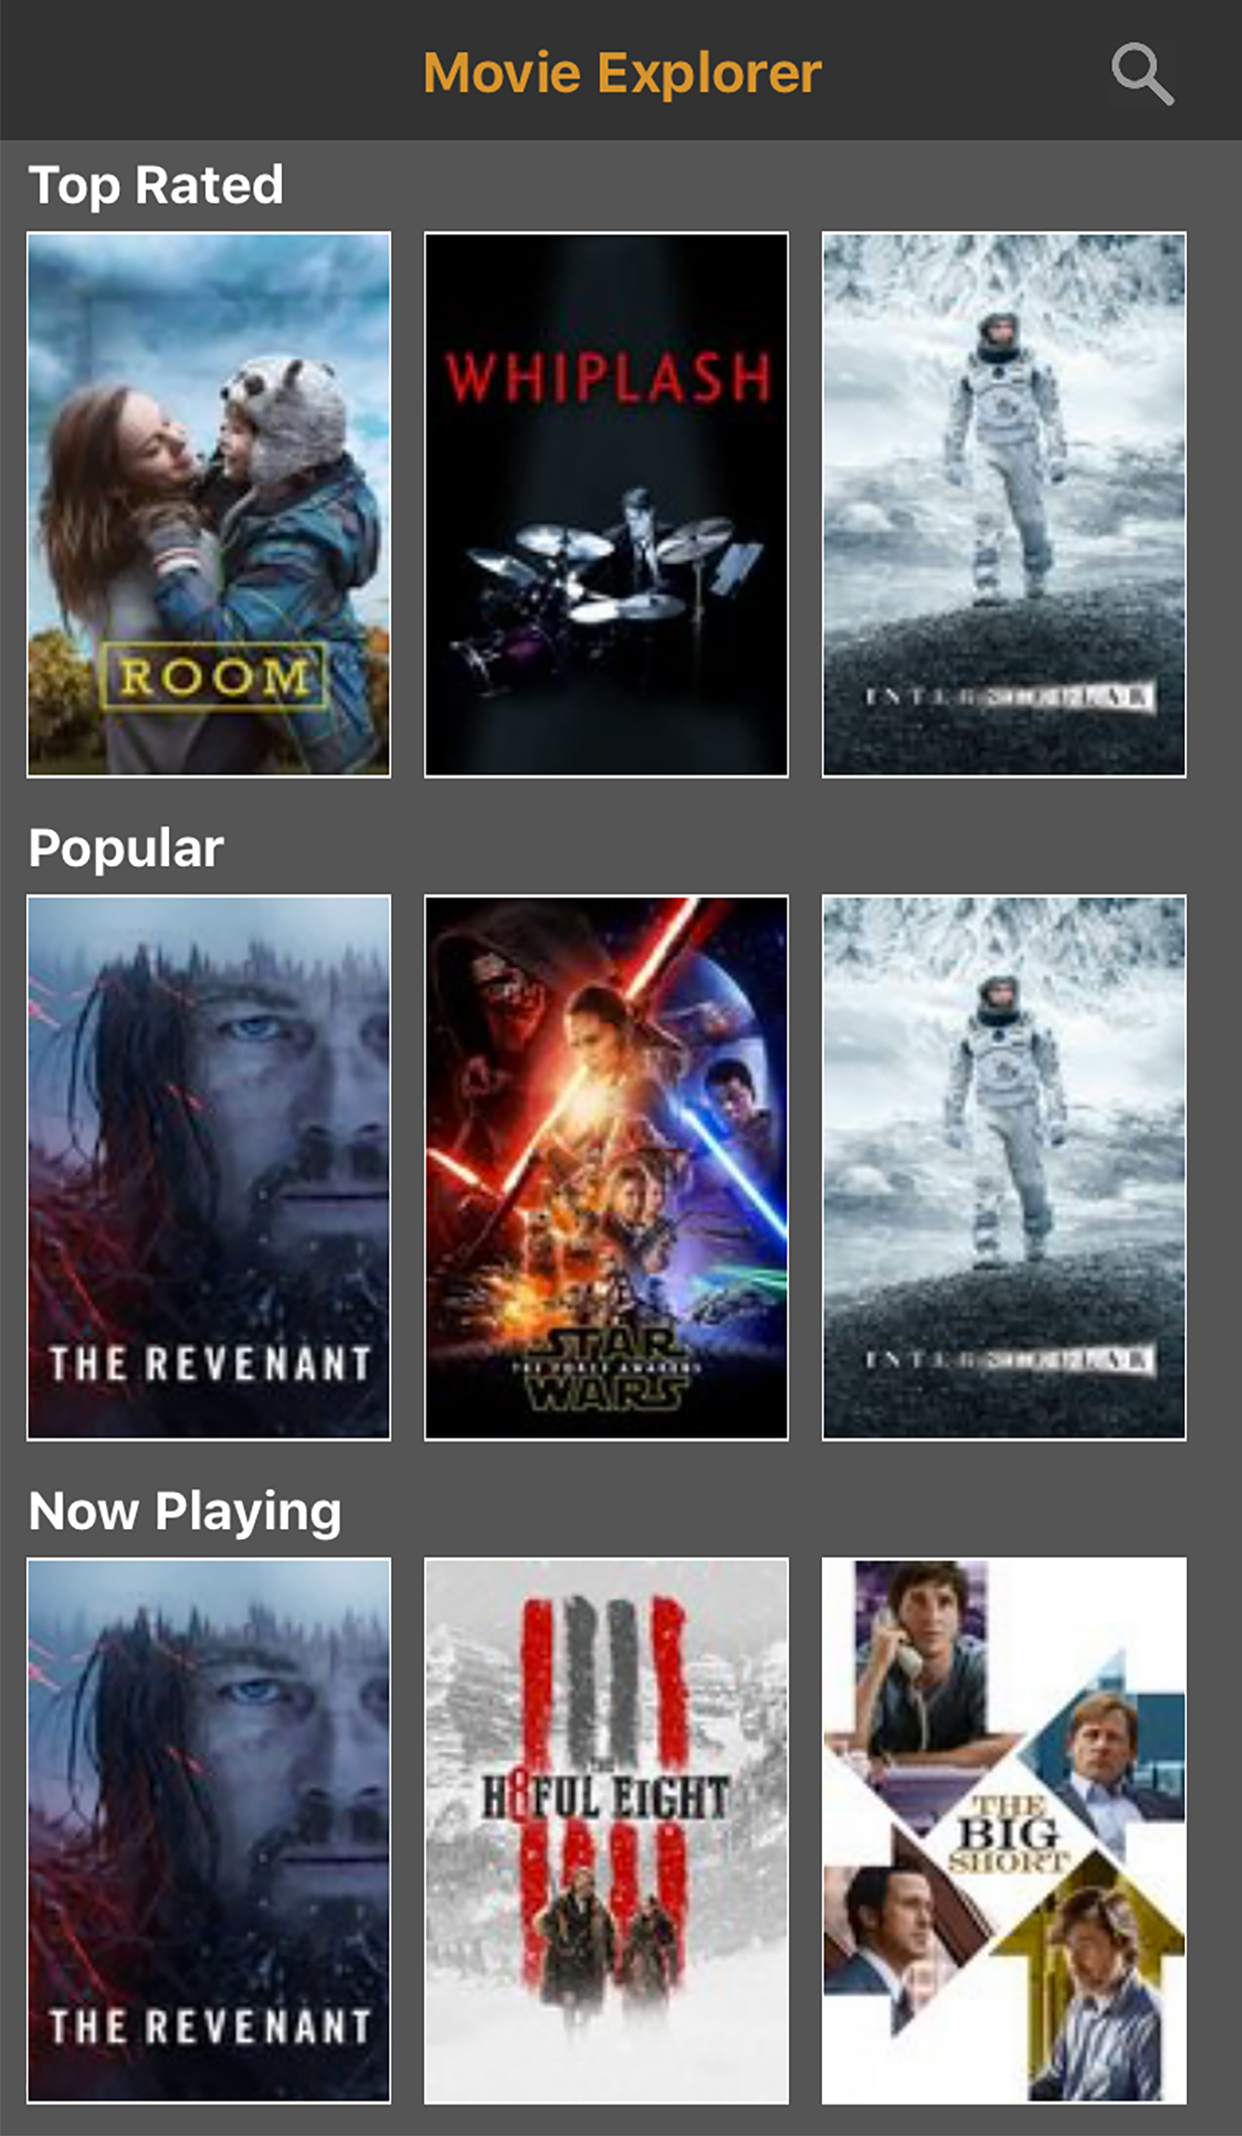 Movie Explorer
Top Rated
ROOM
WHIPLASH
INTERSTELLAR
Popular
THE REVENANT
STAR
THE FORCE AWAKENS
WARS
INTERSTELLAR
Now Playing
THE REVENANT
THE
H8FUL EIGHT
THE
BIG
SHORT